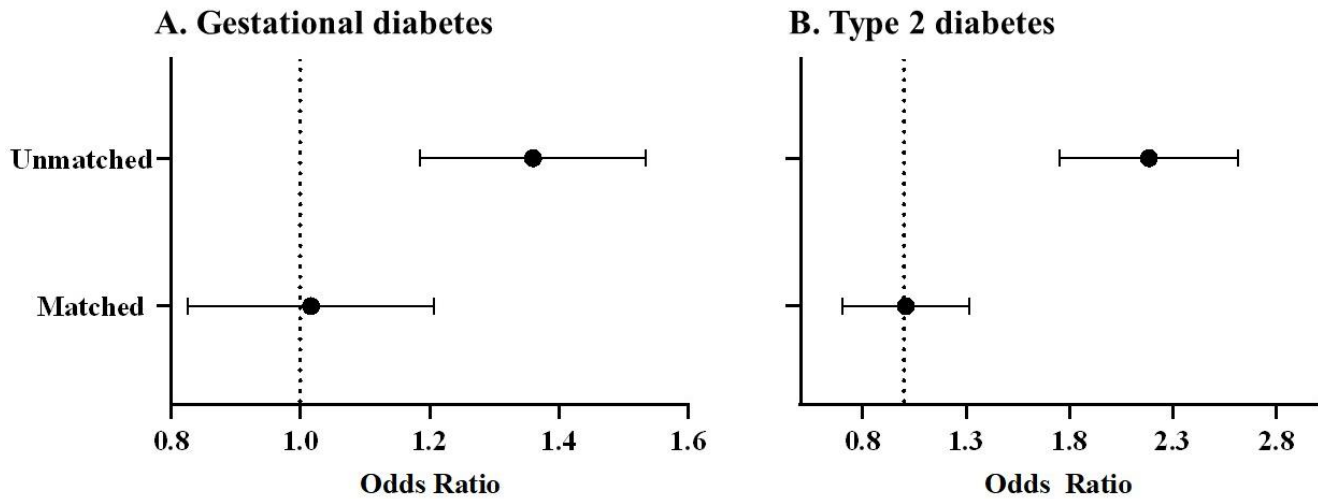 A. Gestational diabetes
B. Type 2 diabetes
Unmatched
Matched
0.8 1.0 1.2 1.4 1.6
0.8 1.3 1.8 2.3 2.8
Odds Ratio
Odds Ratio